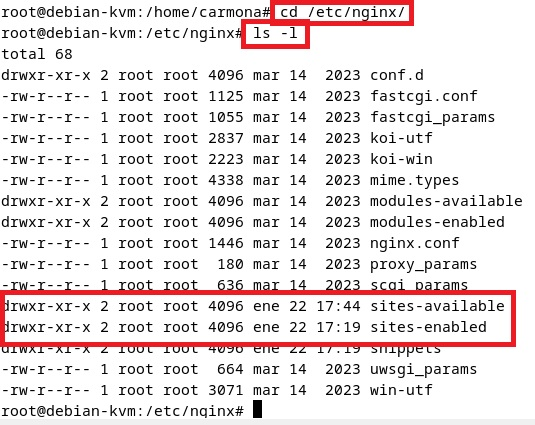 root@debian-kvm:/home/carmona# cd /etc/nginx/
root@debian-kvm:/etc/nginx# ls -l
total 68
drwxr-xr-x 2 root root 4096 mar 14  2023 conf.d
-rw-r--r-- 1 root root 1125 mar 14  2023 fastcgi.conf
-rw-r--r-- 1 root root 1055 mar 14  2023 fastcgi_params
-rw-r--r-- 1 root root 2837 mar 14  2023 koi-utf
-rw-r--r-- 1 root root 2223 mar 14  2023 koi-win
-rw-r--r-- 1 root root 4338 mar 14  2023 mime.types
drwxr-xr-x 2 root root 4096 mar 14  2023 modules-available
drwxr-xr-x 2 root root 4096 mar 14  2023 modules-enabled
-rw-r--r-- 1 root root 1446 mar 14  2023 nginx.conf
-rw-r--r-- 1 root root  180 mar 14  2023 proxy_params
-rw-r--r-- 1 root root  636 mar 14  2023 scgi_params
drwxr-xr-x 2 root root 4096 ene 22 17:44 sites-available
drwxr-xr-x 2 root root 4096 ene 22 17:19 sites-enabled
drwxr-xr-x 2 root root 4096 ene 22 17:19 snippets
-rw-r--r-- 1 root root  664 mar 14  2023 uwsgi_params
-rw-r--r-- 1 root root 3071 mar 14  2023 win-utf
root@debian-kvm:/etc/nginx#